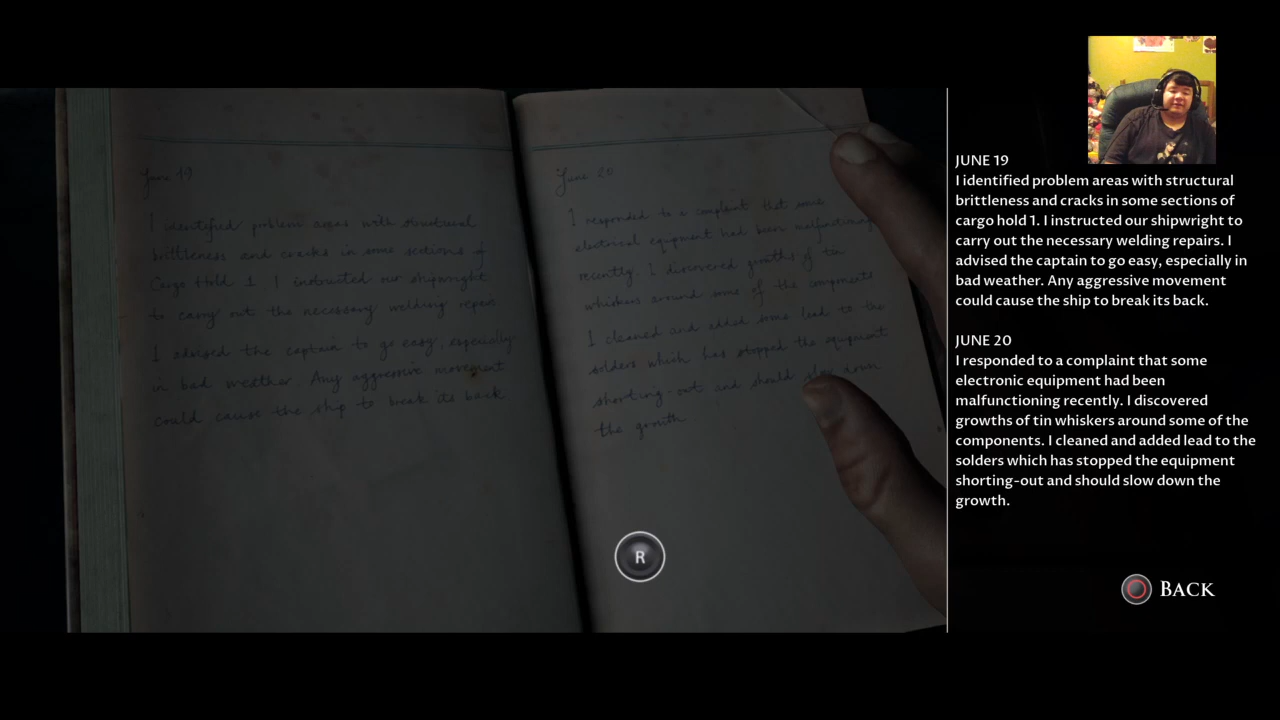 June 19
I identified problem areas with structural
brittleness and cracks in some sections of
Cargo Hold 1. I instructed our shipwright
to carry out the necessary welding repairs
I advised the captain to go easy, especially
in bad weather. Any aggressive movement
could cause the ship to break its back
June 20
I responded to a complaint that some
electrical equipment had been malfunctioning
recently. I discovered growths of tin
whiskers around some of the components
I cleaned and added some lead to the
solders which has stopped the equipment
shorting-out and should slow down
the growth
R
JUNE 19
I identified problem areas with structural
brittleness and cracks in some sections of
cargo hold 1. I instructed our shipwright to
carry out the necessary welding repairs. I
advised the captain to go easy, especially in
bad weather. Any aggressive movement
could cause the ship to break its back.
JUNE 20
I responded to a complaint that some
electronic equipment had been
malfunctioning recently. I discovered
growths of tin whiskers around some of the
components. I cleaned and added lead to the
solders which has stopped the equipment
shorting-out and should slow down the
growth.
BACK